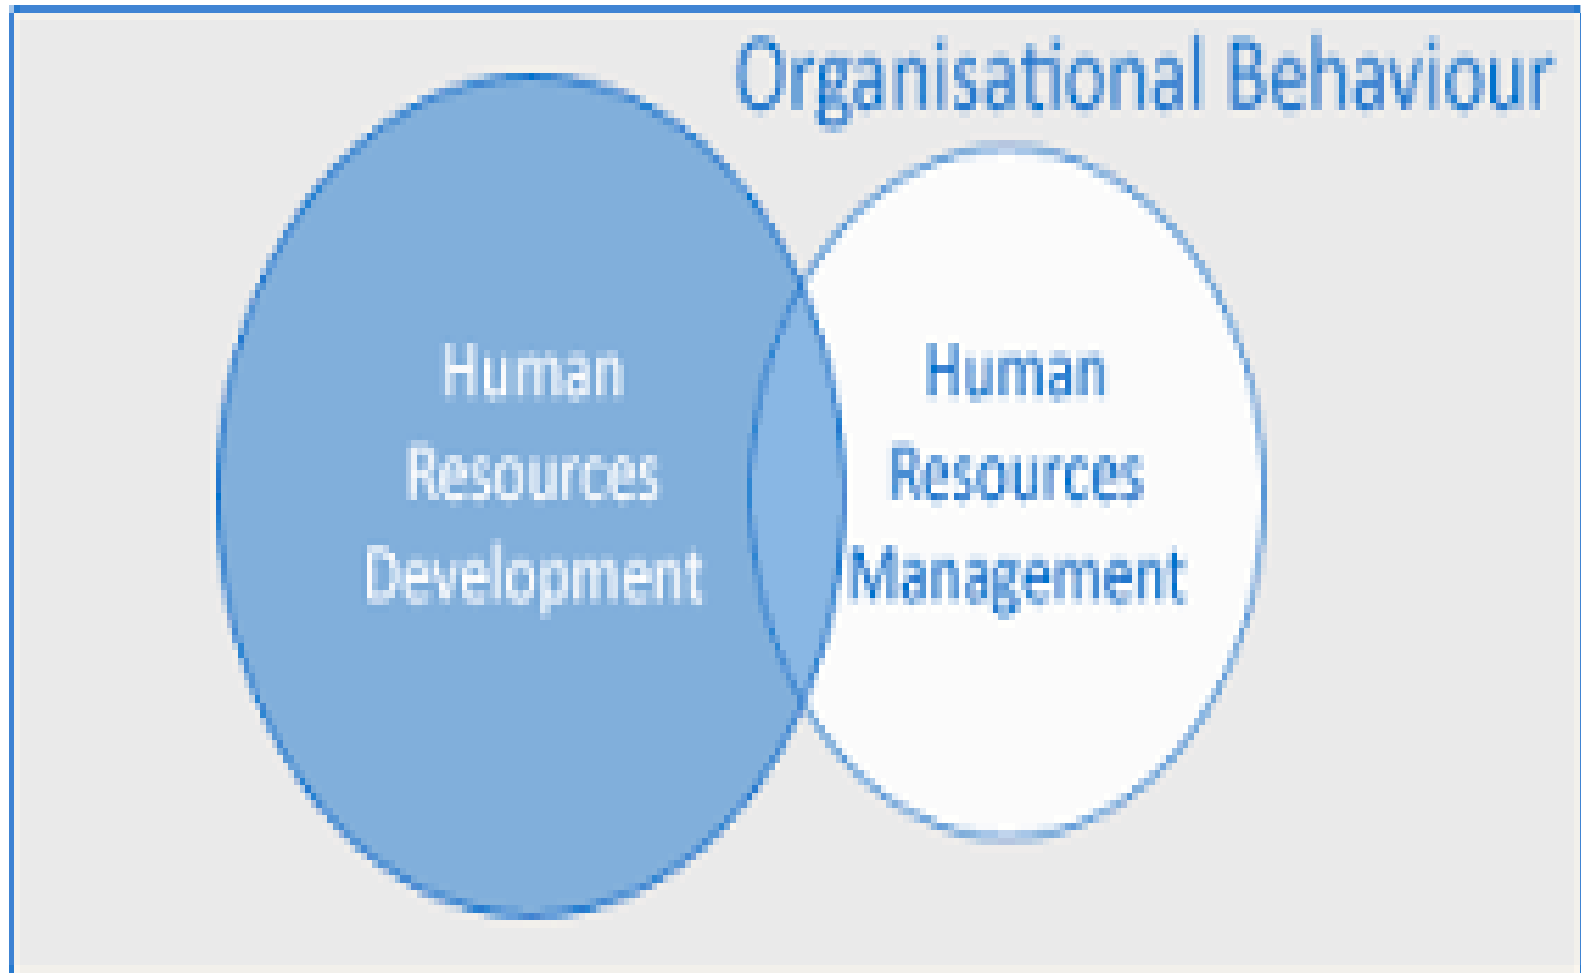 Organisational Behaviour
Human
Resources
Development
Human
Resources
Management